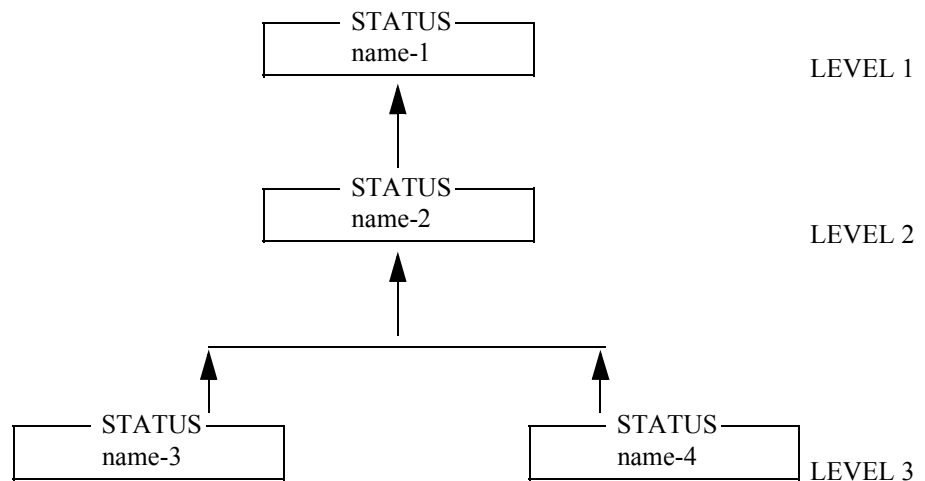 STATUS
name-1
LEVEL 1
STATUS
name-2
LEVEL 2
STATUS
name-3
STATUS
name-4
LEVEL 3